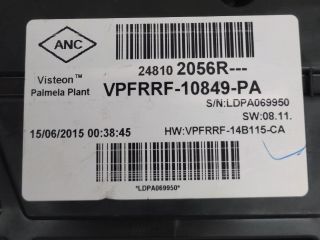 ANC
24810 2056R---
Visteon™
Palmela Plant
VPFRRF-10849-PA
S/N:LDPA069950
SW:08.11.
15/06/2015 00:38:45
HW:VPFRRF-14B115-CA
*LDPA069950*